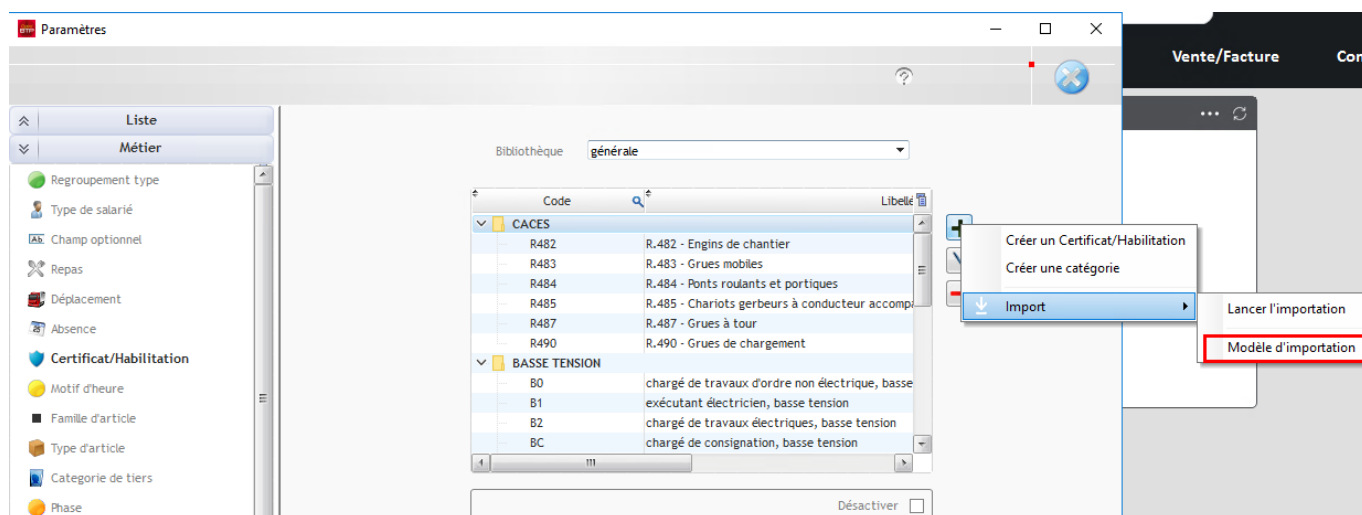 Paramètres
Vente/Facture
Con
Liste
Métier
Regroupement type
Type de salarié
Champ optionnel
Repas
Déplacement
Absence
Certificat/Habilitation
Motif d'heure
Famille d'article
Type d'article
Categorie de tiers
Phase
Bibliothèque générale
Code Libellé
CACES
R482 R.482 - Engins de chantier
R483 R.483 - Grues mobiles
R484 R.484 - Ponts roulants et portiques
R485 R.485 - Chariots gerbeurs à conducteur accompa
R487 R.487 - Grues à tour
R490 R.490 - Grues de chargement
BASSE TENSION
B0 chargé de travaux d'ordre non électrique, basse
B1 exécutant électricien, basse tension
B2 chargé de travaux électriques, basse tension
BC chargé de consignation, basse tension
Désactiver
Créer un Certificat/Habilitation
Créer une catégorie
Import
Lancer l'importation
Modèle d'importation